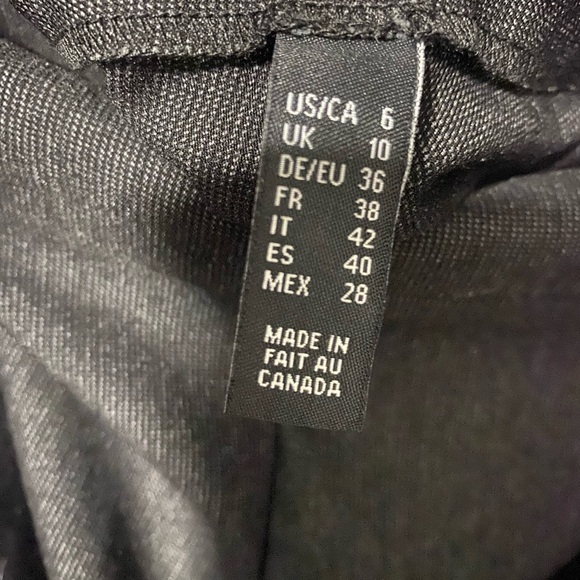 US/CA 6
UK 10
DE/EU 36
FR 38
IT 42
ES 40
MEX 28
MADE IN
FAIT AU
CANADA